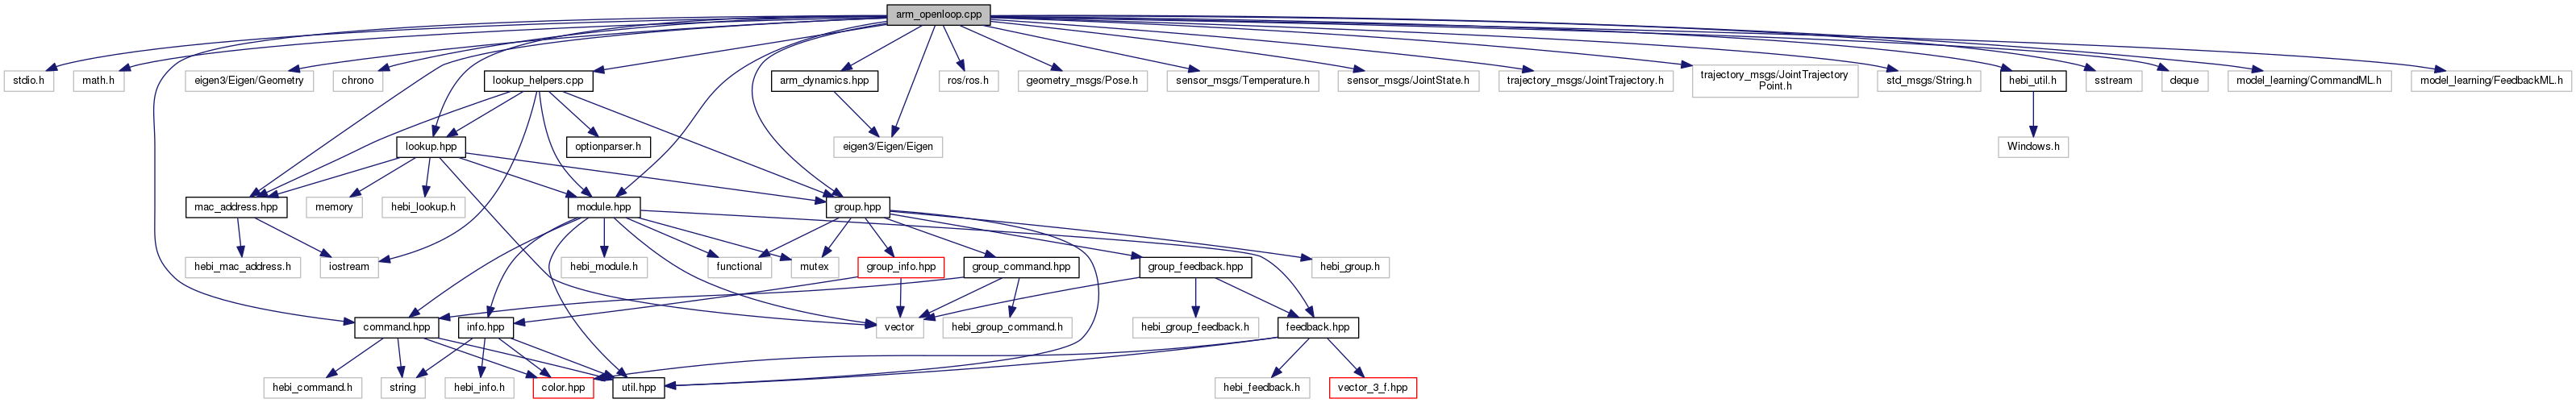 arm_openloop.cpp
stdio.h
math.h
eigen3/Eigen/Geometry
chrono
lookup_helpers.cpp
arm_dynamics.hpp
ros/ros.h
geometry_msgs/Pose.h
sensor_msgs/Temperature.h
sensor_msgs/JointState.h
trajectory_msgs/JointTrajectory.h
trajectory_msgs/JointTrajectory
Point.h
std_msgs/String.h
hebi_util.h
sstream
deque
model_learning/CommandML.h
model_learning/FeedbackML.h
lookup.hpp
optionparser.h
eigen3/Eigen/Eigen
Windows.h
mac_address.hpp
memory
hebi_lookup.h
module.hpp
group.hpp
hebi_mac_address.h
iostream
hebi_module.h
functional
mutex
group_info.hpp
group_command.hpp
group_feedback.hpp
hebi_group.h
command.hpp
info.hpp
vector
hebi_group_command.h
hebi_group_feedback.h
feedback.hpp
hebi_command.h
string
hebi_info.h
color.hpp
util.hpp
hebi_feedback.h
vector_3_f.hpp